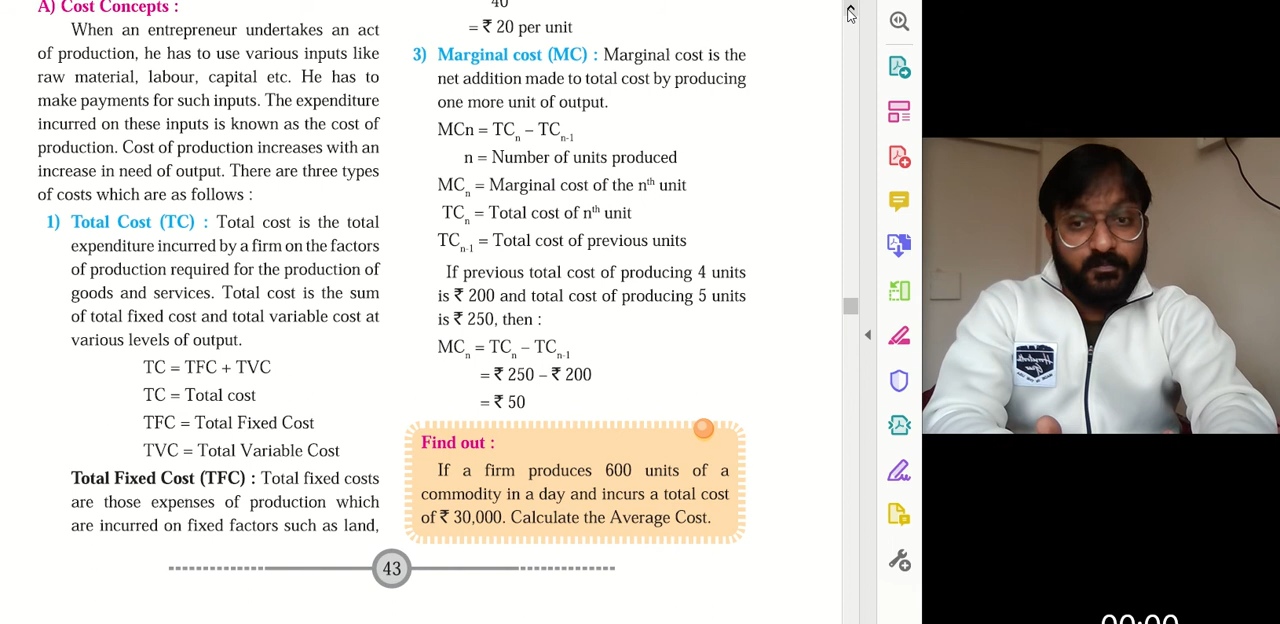 A) Cost Concepts :
When an entrepreneur undertakes an act
of production, he has to use various inputs like
raw material, labour, capital etc. He has to
make payments for such inputs. The expenditure
incurred on these inputs is known as the cost of
production. Cost of production increases with an
increase in need of output. There are three types
of costs which are as follows :
1) Total Cost (TC) : Total cost is the total
expenditure incurred by a firm on the factors
of production required for the production of
goods and services. Total cost is the sum
of total fixed cost and total variable cost at
various levels of output.
TC = TFC + TVC
TC = Total cost
TFC = Total Fixed Cost
TVC = Total Variable Cost
Total Fixed Cost (TFC) : Total fixed costs
are those expenses of production which
are incurred on fixed factors such as land,
40
= ₹ 20 per unit
3) Marginal cost (MC) : Marginal cost is the
net addition made to total cost by producing
one more unit of output.
MCn = TCn – TCn-1
n = Number of units produced
MCn = Marginal cost of the nth unit
TCn = Total cost of nth unit
TCn-1 = Total cost of previous units
If previous total cost of producing 4 units
is ₹ 200 and total cost of producing 5 units
is ₹ 250, then :
MCn = TCn – TCn-1
= ₹ 250 – ₹ 200
= ₹ 50
Find out :
If a firm produces 600 units of a
commodity in a day and incurs a total cost
of ₹ 30,000. Calculate the Average Cost.
43
00:00